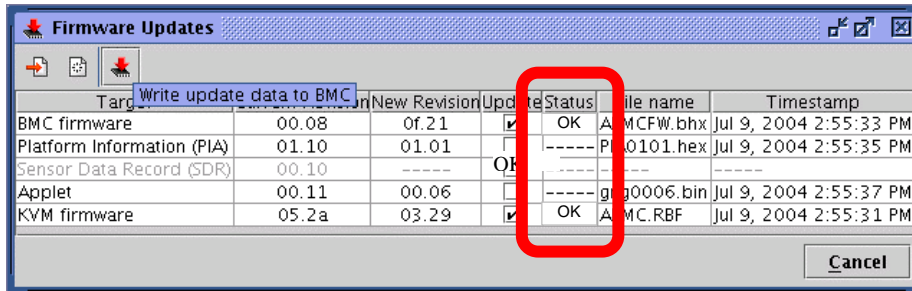 Firmware Updates
Write update data to BMC
New Revision Update Status File name Timestamp
BMC firmware 00.08 0f.21 OK Jul 9, 2004 2:55:33 PM
Platform Information (PIA) 01.10 01.01 ----- Jul 9, 2004 2:55:35 PM
Sensor Data Record (SDR) 00.10 ----- OK -----
Applet 00.11 00.06 ----- Jul 9, 2004 2:55:37 PM
KVM firmware 05.2a 03.29 OK Jul 9, 2004 2:55:31 PM
Cancel